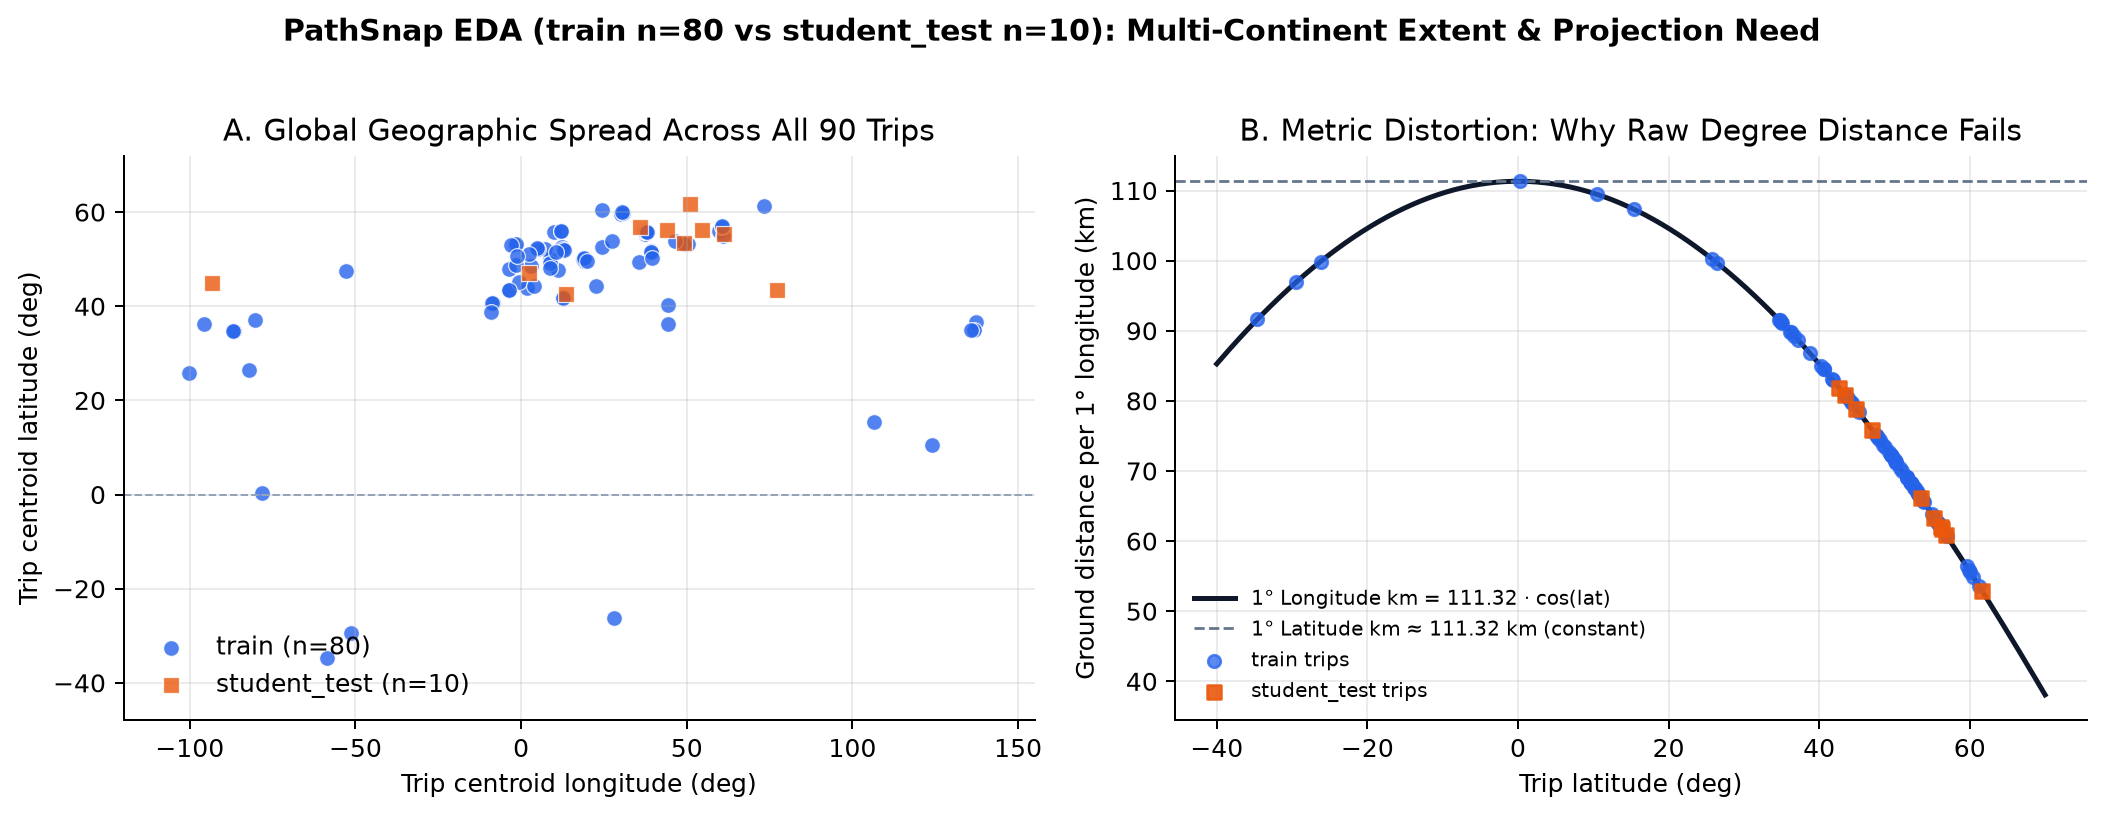 PathSnap EDA (train n=80 vs student_test n=10): Multi-Continent Extent & Projection Need
A. Global Geographic Spread Across All 90 Trips
Trip centroid latitude (deg)
60
40
20
0
−20
−40
train (n=80)
student_test (n=10)
−100
−50
0
50
100
150
Trip centroid longitude (deg)
B. Metric Distortion: Why Raw Degree Distance Fails
Ground distance per 1° longitude (km)
110
100
90
80
70
60
50
40
1° Longitude km = 111.32 · cos(lat)
1° Latitude km ≈ 111.32 km (constant)
train trips
student_test trips
−40
−20
0
20
40
60
Trip latitude (deg)